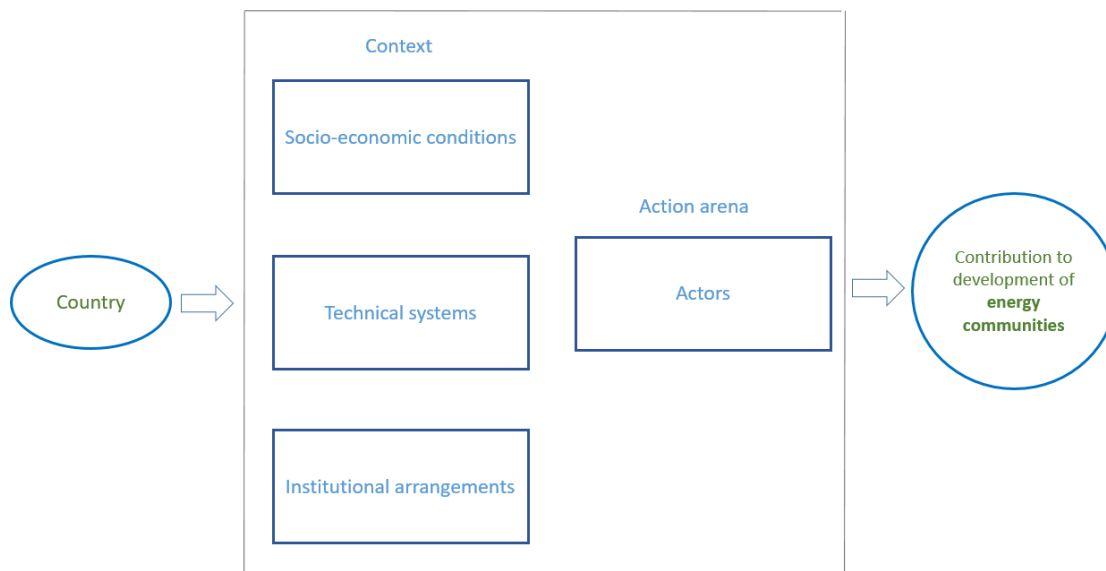 Context
Socio-economic conditions
Action arena
Country
Technical systems
Actors
Contribution to
development of
energy
communities
Institutional arrangements